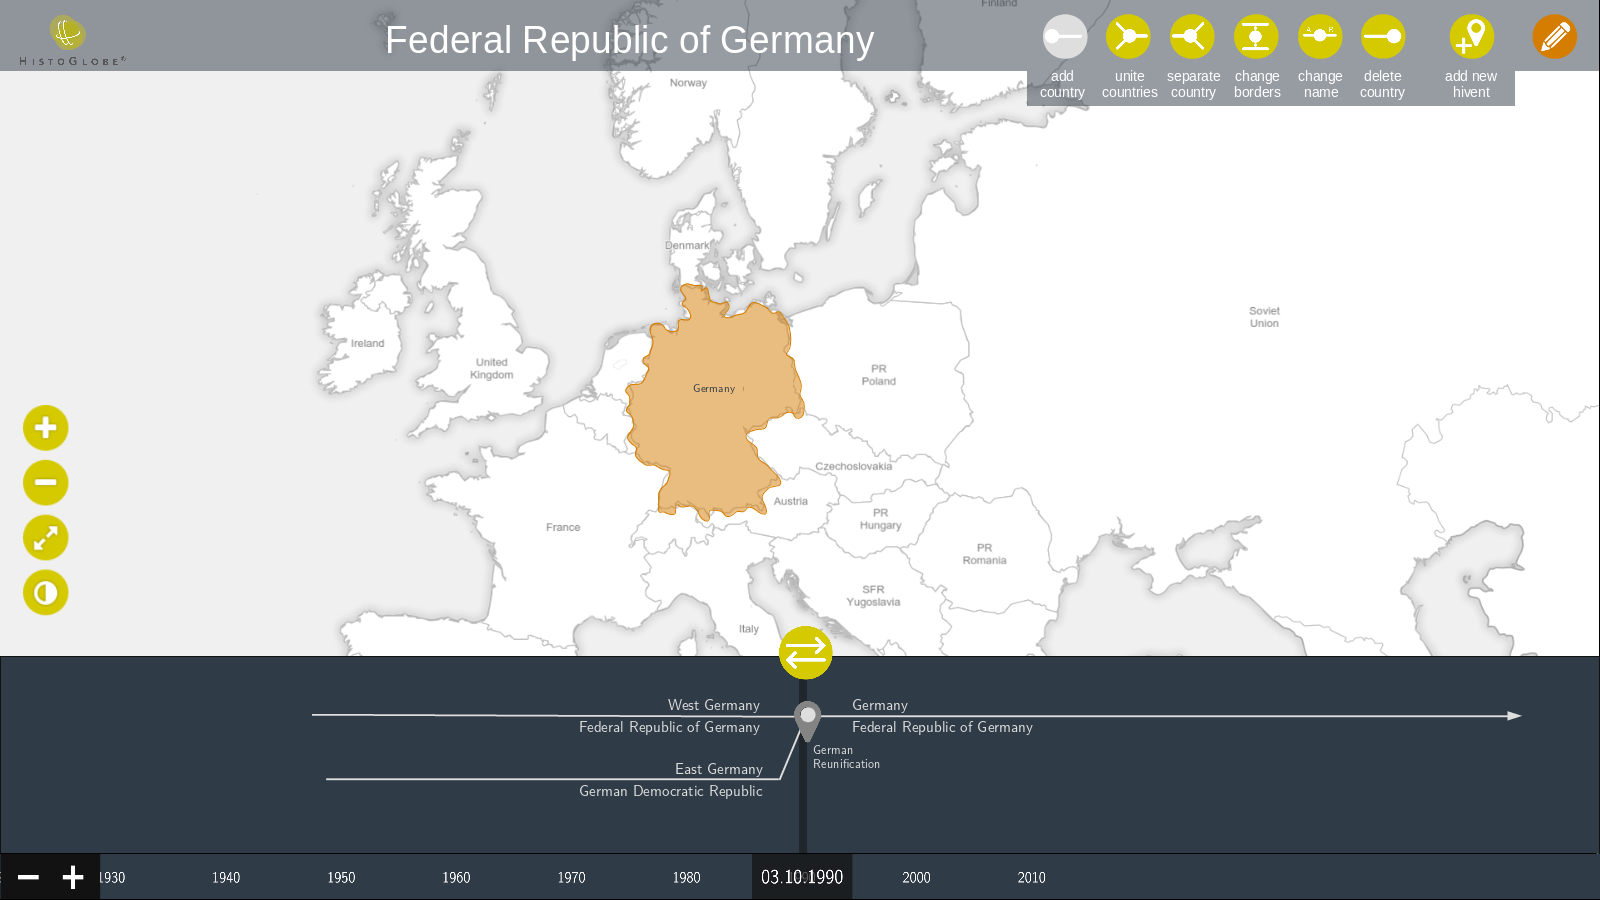 Finland
HISTOGLOBE
Federal Republic of Germany
add
country
unite
countries
separate
country
change
borders
change
name
delete
country
add new
hivent
A
B
Norway
Denmark
Ireland
United
Kingdom
Germany
PR
Poland
Soviet
Union
Czechoslovakia
Austria
France
PR
Hungary
PR
Romania
SFR
Yugoslavia
Italy
West Germany
Federal Republic of Germany
Germany
Federal Republic of Germany
German
Reunification
East Germany
German Democratic Republic
1930
1940
1950
1960
1970
1980
03.10.1990
2000
2010